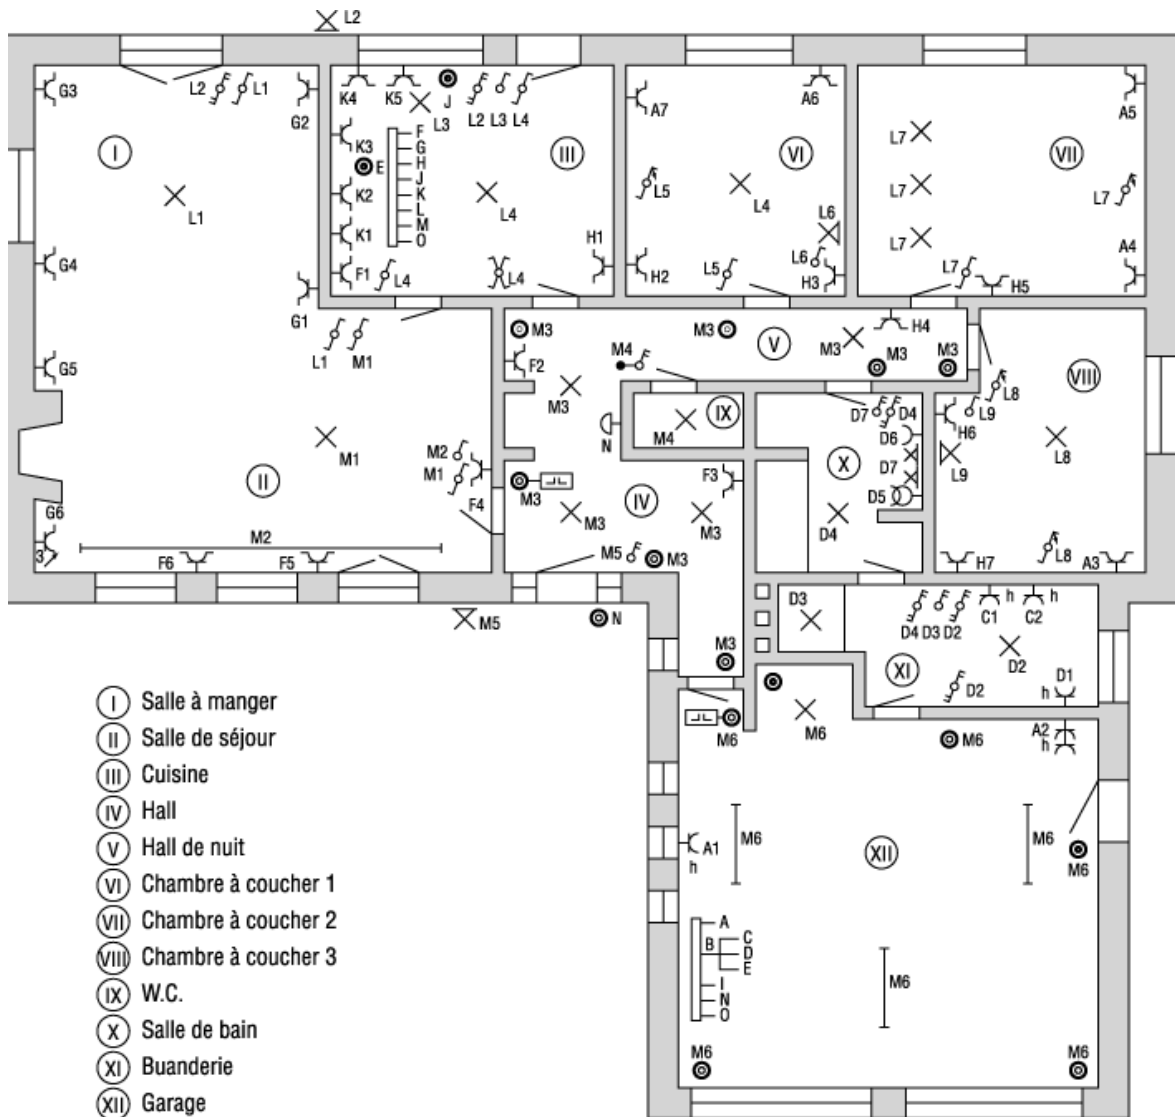 L2
G3
L2
L1
G2
K4
K5
J
L3
L2
L3
L4
A7
A6
A5
I
K3
E
F
G
H
J
K
L
M
O
III
VI
L7
VII
L1
K2
L4
L5
L4
L7
L7
G4
K1
L6
L7
F1
L4
L4
H1
H2
L5
L6
H3
L7
H5
A4
G1
L1
M1
M3
M3
V
M3
H4
M3
M3
G5
F2
M4
L8
VIII
M3
M4
IX
D7
D4
L9
H6
M1
II
M2
M1
N
D6
X
D7
L9
L8
F4
M3
IV
F3
D5
G6
M3
M3
D4
3
M2
F6
F5
M5
M3
H7
L8
A3
M5
N
D3
D4
D3
D2
h
C1
h
C2
M3
D2
XI
D2
D1
h
M6
M6
M6
A2
h
M6
M6
A1
h
XII
M6
A
B
C
D
E
I
N
O
M6
M6
M6
I Salle à manger
II Salle de séjour
III Cuisine
IV Hall
V Hall de nuit
VI Chambre à coucher 1
VII Chambre à coucher 2
VIII Chambre à coucher 3
IX W.C.
X Salle de bain
XI Buanderie
XII Garage